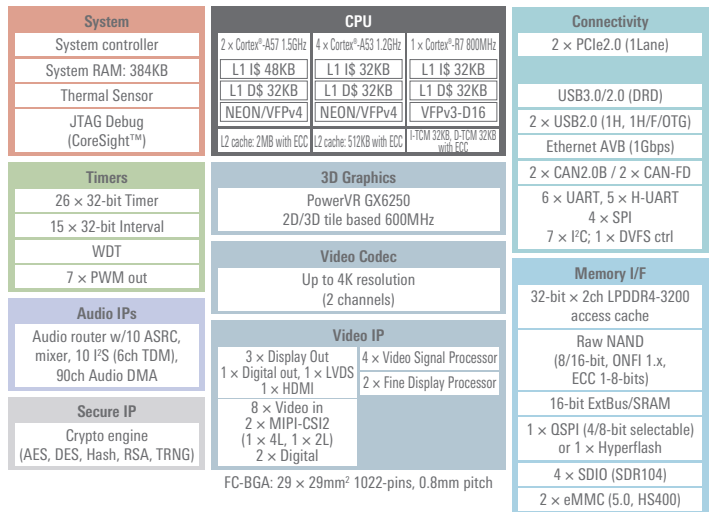 System
System controller
System RAM: 384KB
Thermal Sensor
JTAG Debug
(CoreSight™)
Timers
26 × 32-bit Timer
15 × 32-bit Interval
WDT
7 × PWM out
Audio IPs
Audio router w/10 ASRC,
mixer, 10 I²S (6ch TDM),
90ch Audio DMA
Secure IP
Crypto engine
(AES, DES, Hash, RSA, TRNG)
CPU
2 × Cortex®-A57 1.5GHz
L1 I$ 48KB
L1 D$ 32KB
NEON/VFPv4
L2 cache: 2MB with ECC
4 × Cortex®-A53 1.2GHz
L1 I$ 32KB
L1 D$ 32KB
NEON/VFPv4
L2 cache: 512KB with ECC
1 × Cortex®-R7 800MHz
L1 I$ 32KB
L1 D$ 32KB
VFPv3-D16
I-TCM 32KB, D-TCM 32KB
with ECC
3D Graphics
PowerVR GX6250
2D/3D tile based 600MHz
Video Codec
Up to 4K resolution
(2 channels)
Video IP
3 × Display Out
1 × Digital out, 1 × LVDS
1 × HDMI
8 × Video in
2 × MIPI-CSI2
(1 × 4L, 1 × 2L)
2 × Digital
4 × Video Signal Processor
2 × Fine Display Processor
FC-BGA: 29 × 29mm² 1022-pins, 0.8mm pitch
Connectivity
2 × PCIe2.0 (1Lane)
USB3.0/2.0 (DRD)
2 × USB2.0 (1H, 1H/F/OTG)
Ethernet AVB (1Gbps)
2 × CAN2.0B / 2 × CAN-FD
6 × UART, 5 × H-UART
4 × SPI
7 × I²C; 1 × DVFS ctrl
Memory I/F
32-bit × 2ch LPDDR4-3200
access cache
Raw NAND
(8/16-bit, ONFI 1.x,
ECC 1-8-bits)
16-bit ExtBus/SRAM
1 × QSPI (4/8-bit selectable)
or 1 × Hyperflash
4 × SDIO (SDR104)
2 × eMMC (5.0, HS400)